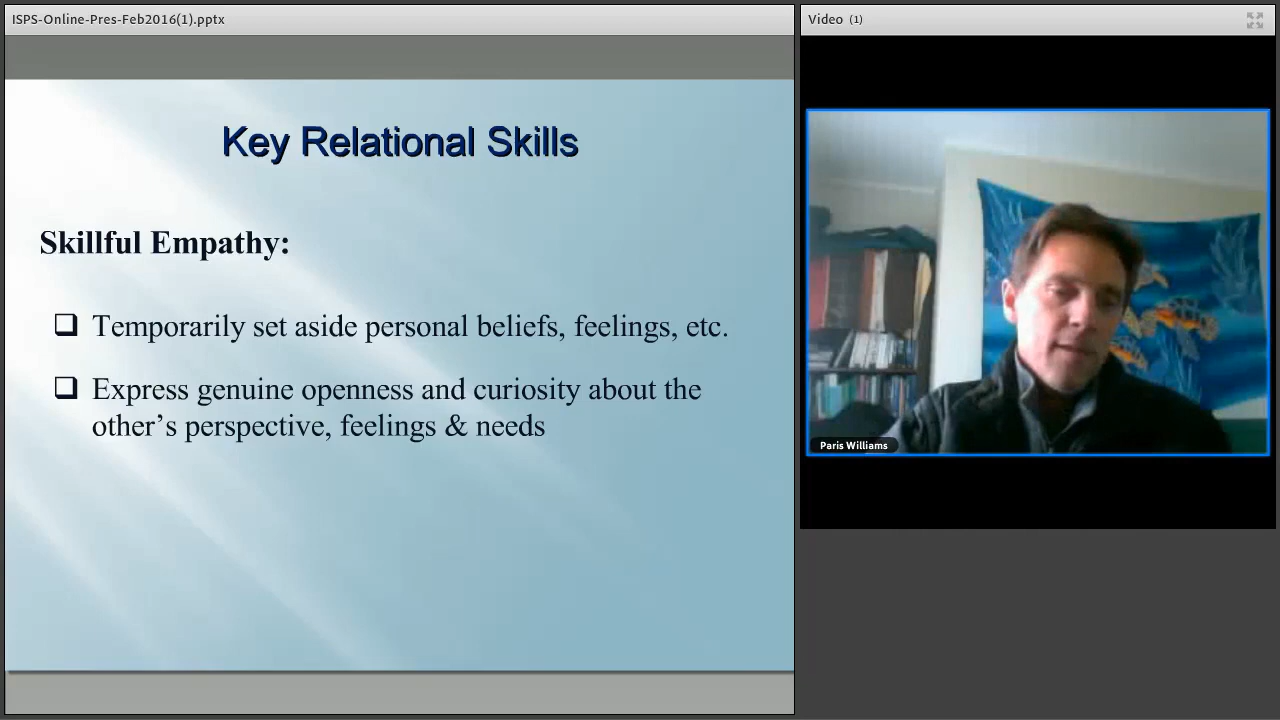 ISPS-Online-Pres-Feb2016(1).pptx
Video (1)
Key Relational Skills
Skillful Empathy:
Temporarily set aside personal beliefs, feelings, etc.
Express genuine openness and curiosity about the
other’s perspective, feelings & needs
Paris Williams